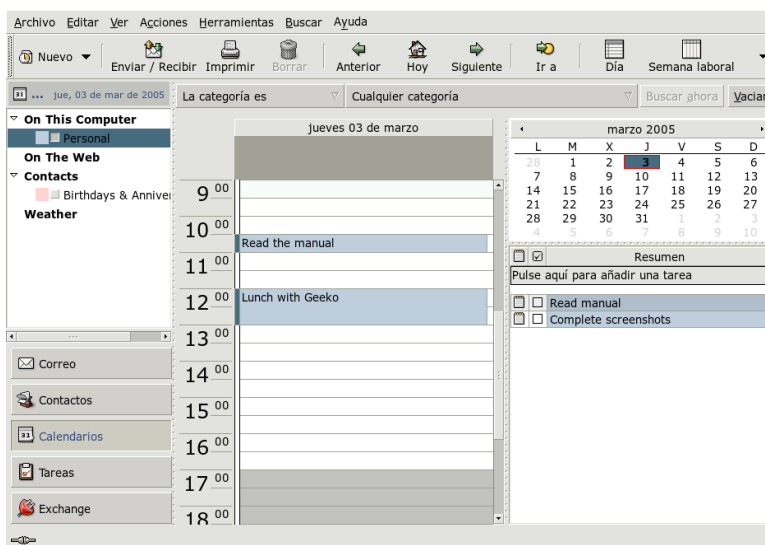 Archivo Editar Ver Acciones Herramientas Buscar Ayuda
Nuevo Enviar / Recibir Imprimir Borrar Anterior Hoy Siguiente Ir a Día Semana laboral
31 ... jue, 03 de mar de 2005
La categoría es Cualquier categoría Buscar ahora Vaciar
On This Computer
Personal
On The Web
Contacts
Birthdays & Anniver
Weather
Correo
Contactos
31 Calendarios
Tareas
Exchange
jueves 03 de marzo
9 00
10 00
Read the manual
11 00
12 00 Lunch with Geeko
13 00
14 00
15 00
16 00
17 00
18 00
marzo 2005
L M X J V S D
28 1 2 3 4 5 6
7 8 9 10 11 12 13
14 15 16 17 18 19 20
21 22 23 24 25 26 27
28 29 30 31 1 2 3
4 5 6 7 8 9 10
Resumen
Pulse aquí para añadir una tarea
Read manual
Complete screenshots